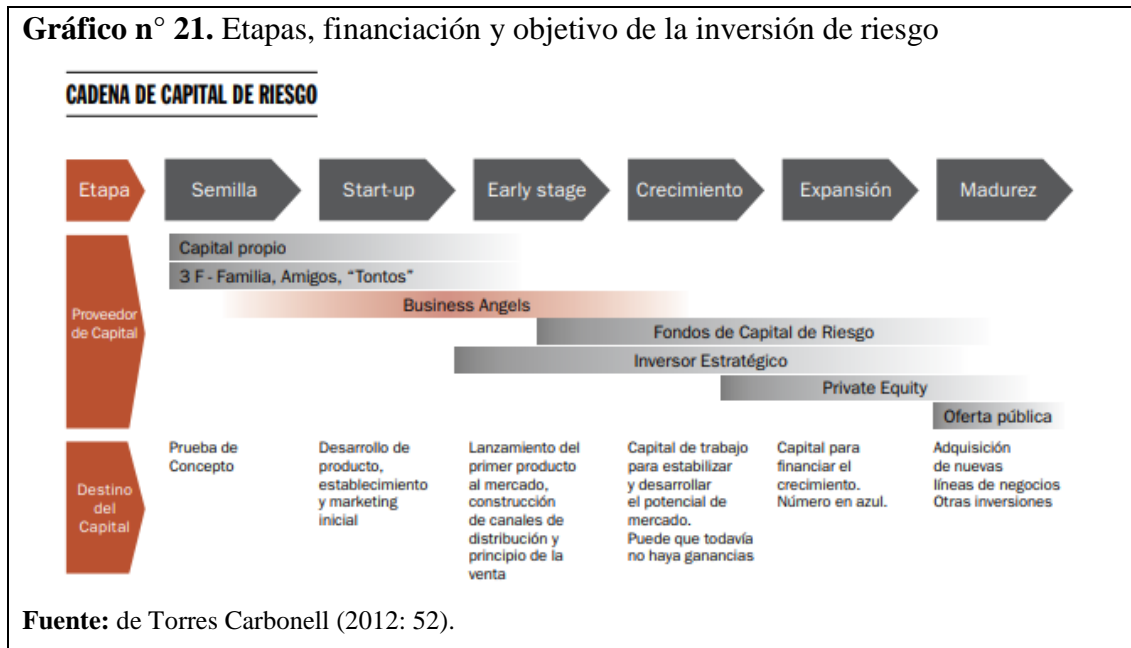 Gráfico n° 21. Etapas, financiación y objetivo de la inversión de riesgo
CADENA DE CAPITAL DE RIESGO
Etapa
Semilla
Start-up
Early stage
Crecimiento
Expansión
Madurez
Proveedor
de Capital
Capital propio
3 F - Familia, Amigos, “Tontos”
Business Angels
Fondos de Capital de Riesgo
Inversor Estratégico
Private Equity
Oferta pública
Destino
del
Capital
Prueba de
Concepto
Desarrollo de
producto,
establecimiento
y marketing
inicial
Lanzamiento del
primer producto
al mercado,
construcción
de canales de
distribución y
principio de la
venta
Capital de trabajo
para estabilizar
y desarrollar
el potencial de
mercado.
Puede que todavía
no haya ganancias
Capital para
financiar el
crecimiento.
Número en azul.
Adquisición
de nuevas
líneas de negocios
Otras inversiones
Fuente: de Torres Carbonell (2012: 52).